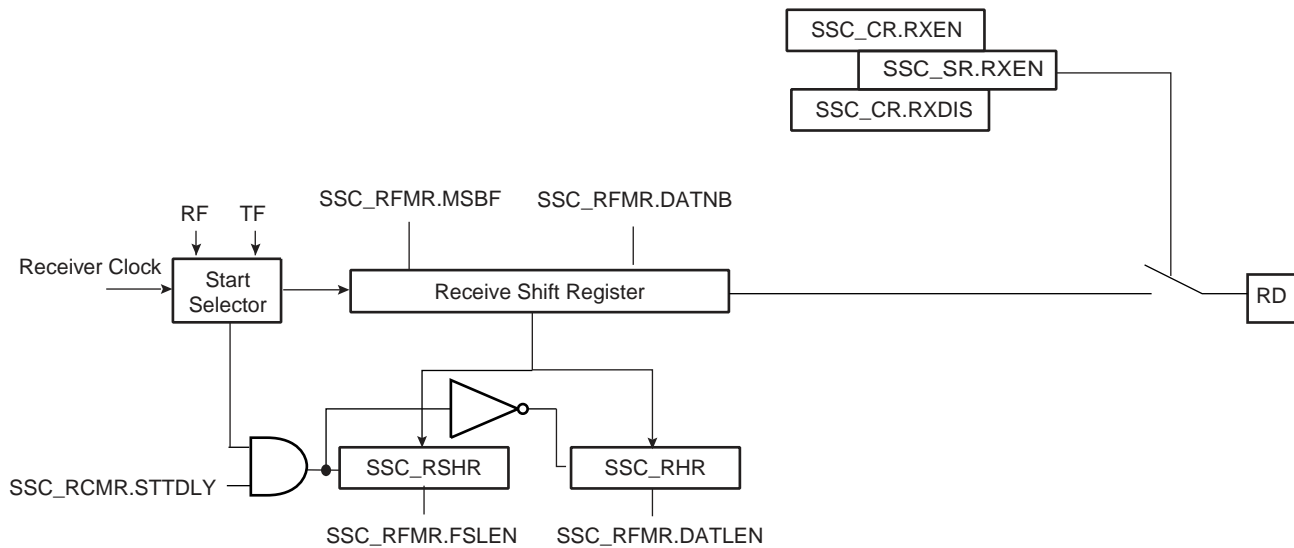 SSC_CR.RXEN
SSC_SR.RXEN
SSC_CR.RXDIS
SSC_RFMR.MSBF
SSC_RFMR.DATNB
RF
TF
Receiver Clock
Start
Selector
Receive Shift Register
RD
SSC_RSHR
SSC_RHR
SSC_RCMR.STTDLY
SSC_RFMR.FSLEN
SSC_RFMR.DATLEN